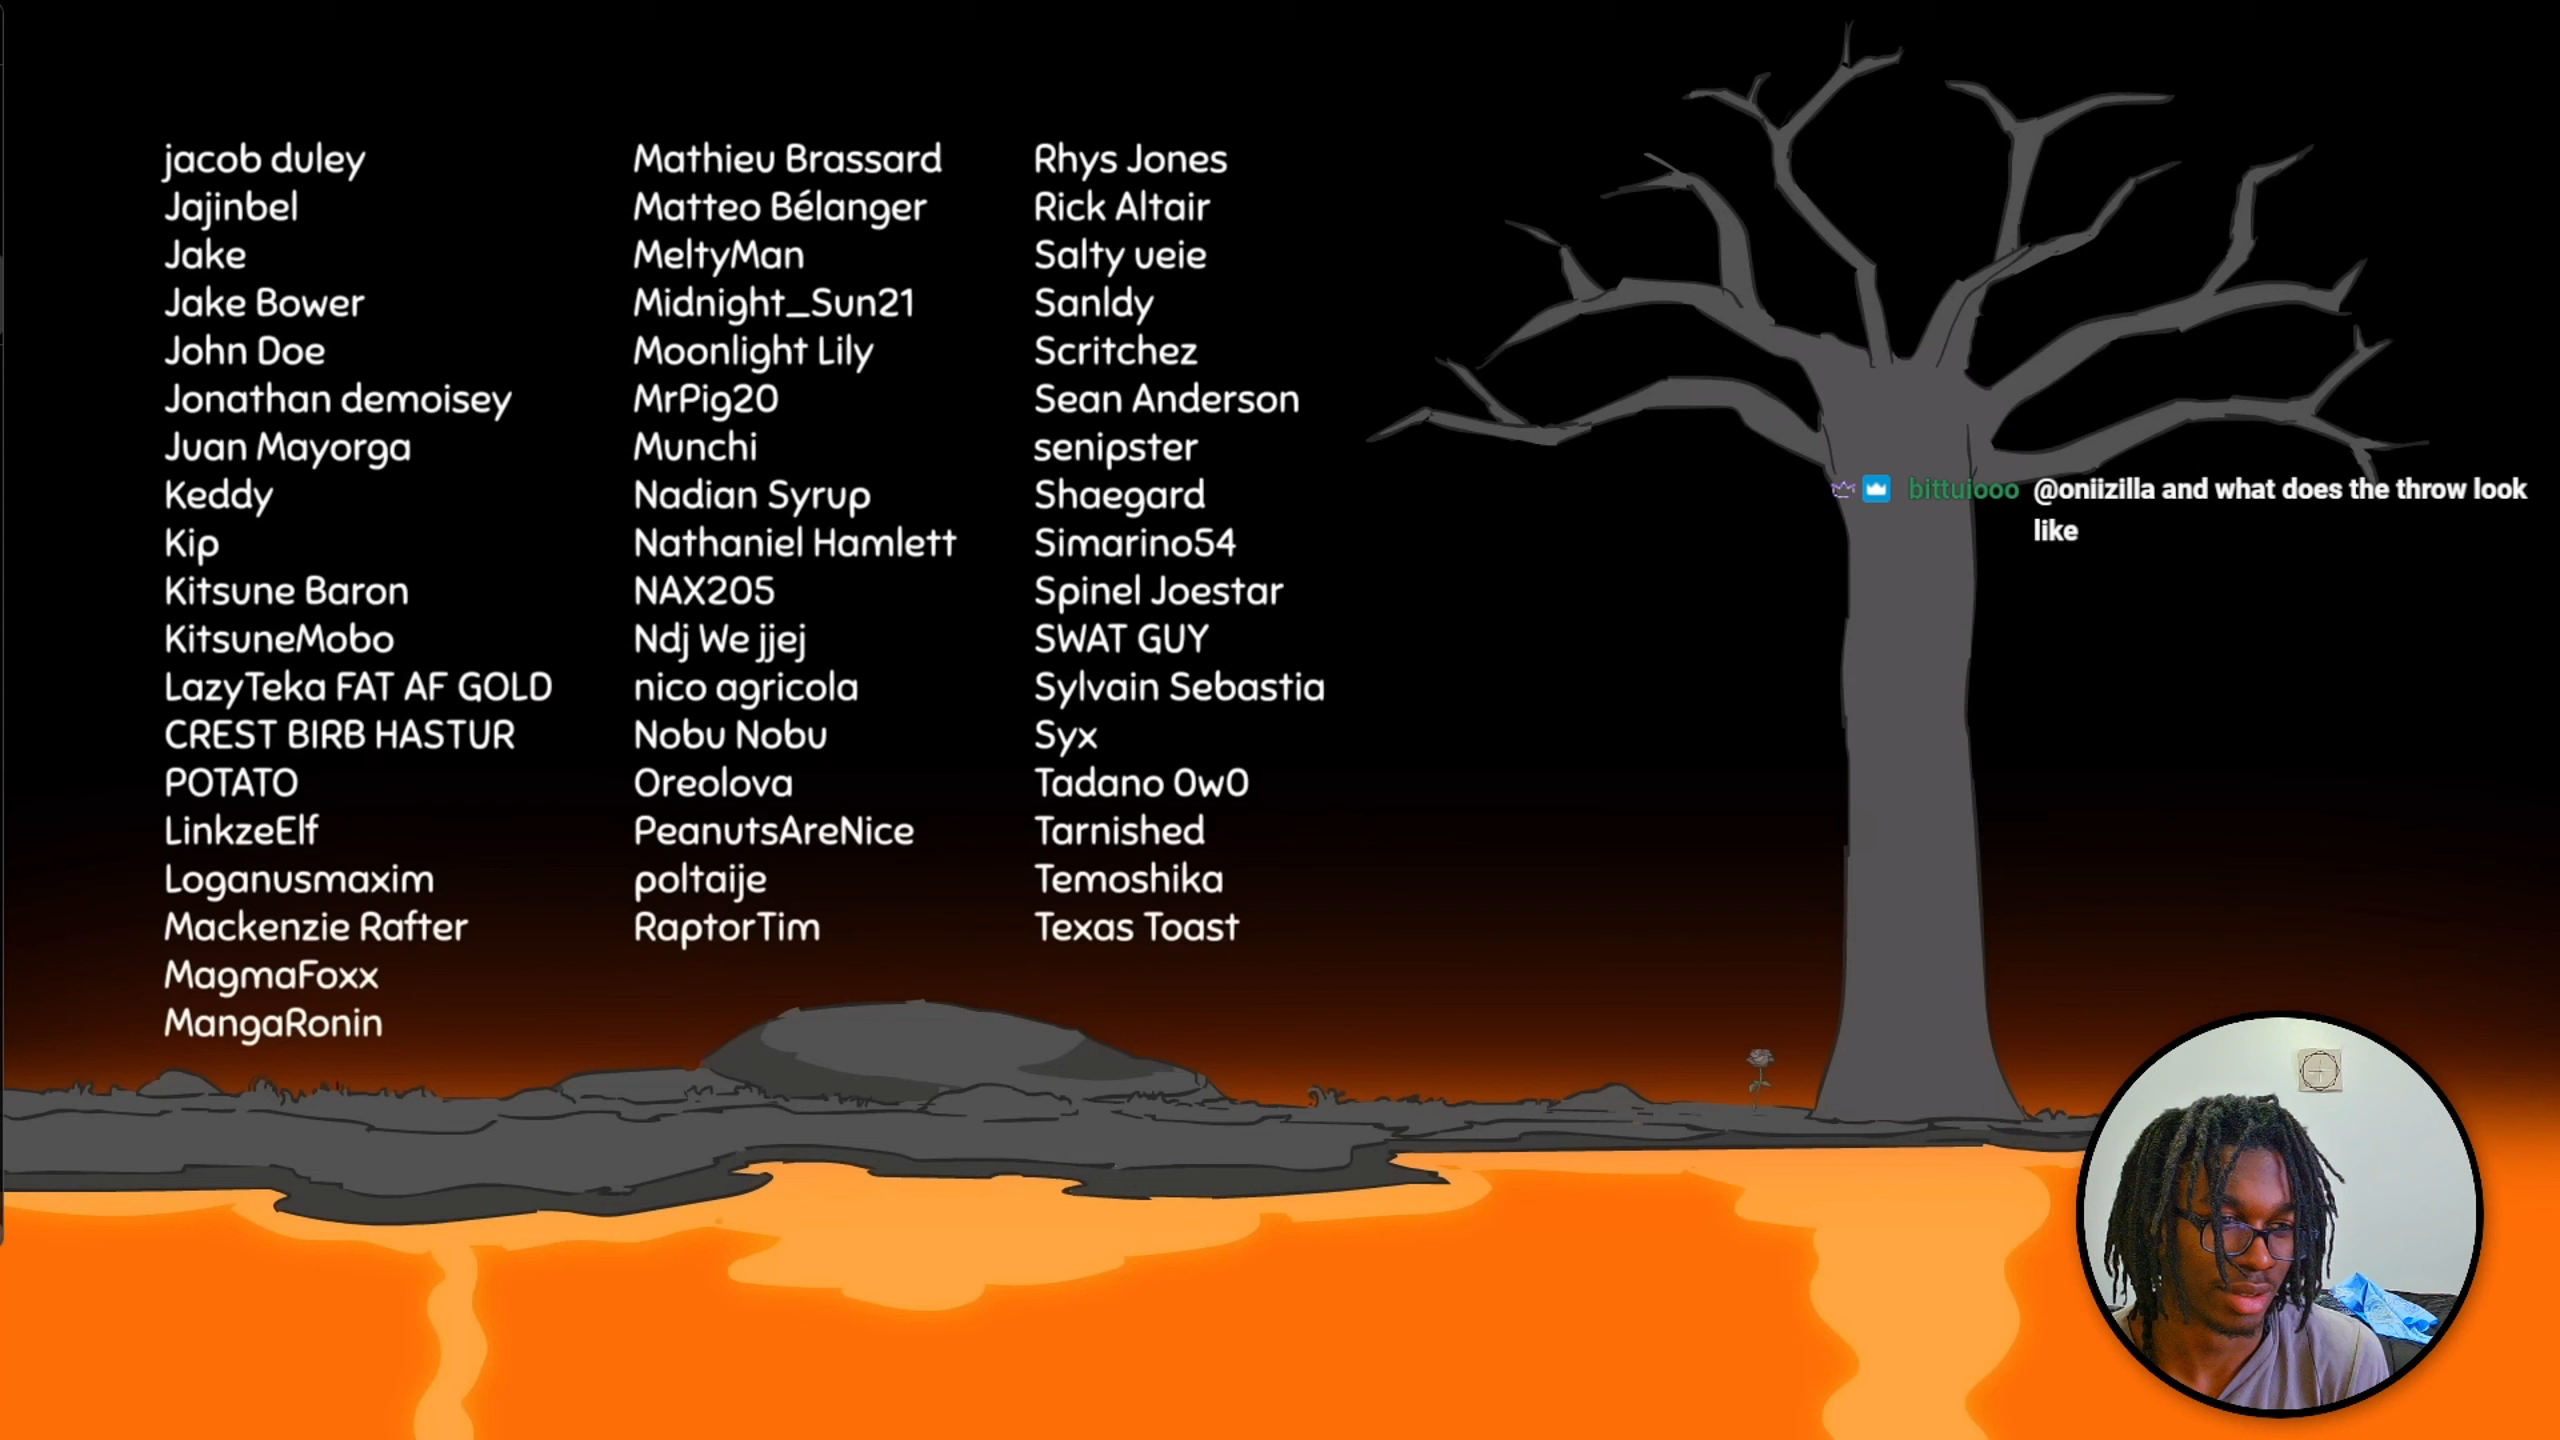 jacob duley
Jajinbel
Jake
Jake Bower
John Doe
Jonathan demoisey
Juan Mayorga
Keddy
Kip
Kitsune Baron
KitsuneMobo
LazyTeka FAT AF GOLD
CREST BIRB HASTUR
POTATO
LinkzeElf
Loganusmaxim
Mackenzie Rafter
MagmaFoxx
MangaRonin
Mathieu Brassard
Matteo Bélanger
MeltyMan
Midnight_Sun21
Moonlight Lily
MrPig20
Munchi
Nadian Syrup
Nathaniel Hamlett
NAX205
Ndj We jjej
nico agricola
Nobu Nobu
Oreolova
PeanutsAreNice
poltaije
RaptorTim
Rhys Jones
Rick Altair
Salty ueie
Sanldy
Scritchez
Sean Anderson
senipster
Shaegard
Simarino54
Spinel Joestar
SWAT GUY
Sylvain Sebastia
Syx
Tadano 0w0
Tarnished
Temoshika
Texas Toast
bittuiooo @oniizilla and what does the throw look
like